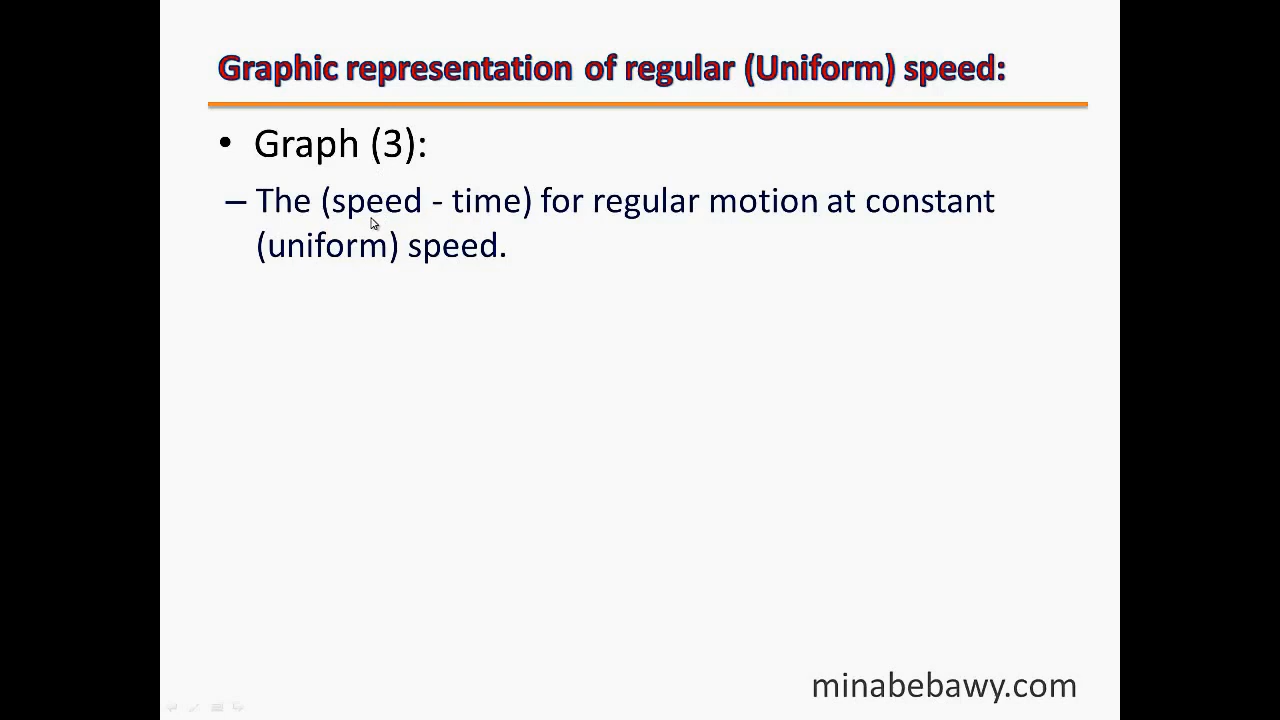 Graphic representation of regular (Uniform) speed:
• Graph (3):
– The (speed - time) for regular motion at constant
(uniform) speed.
minabebawy.com